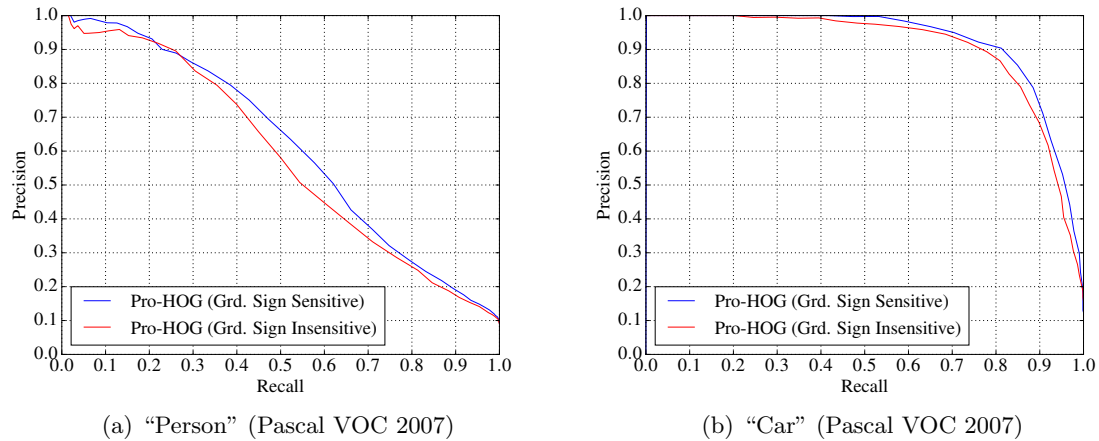 1.0
0.9
0.8
0.7
0.6
0.5
0.4
0.3
0.2
0.1
0.0
Precision
Pro-HOG (Grd. Sign Sensitive)
Pro-HOG (Grd. Sign Insensitive)
0.0 0.1 0.2 0.3 0.4 0.5 0.6 0.7 0.8 0.9 1.0
Recall
(a) “Person” (Pascal VOC 2007)
1.0
0.9
0.8
0.7
0.6
0.5
0.4
0.3
0.2
0.1
0.0
Precision
Pro-HOG (Grd. Sign Sensitive)
Pro-HOG (Grd. Sign Insensitive)
0.0 0.1 0.2 0.3 0.4 0.5 0.6 0.7 0.8 0.9 1.0
Recall
(b) “Car” (Pascal VOC 2007)